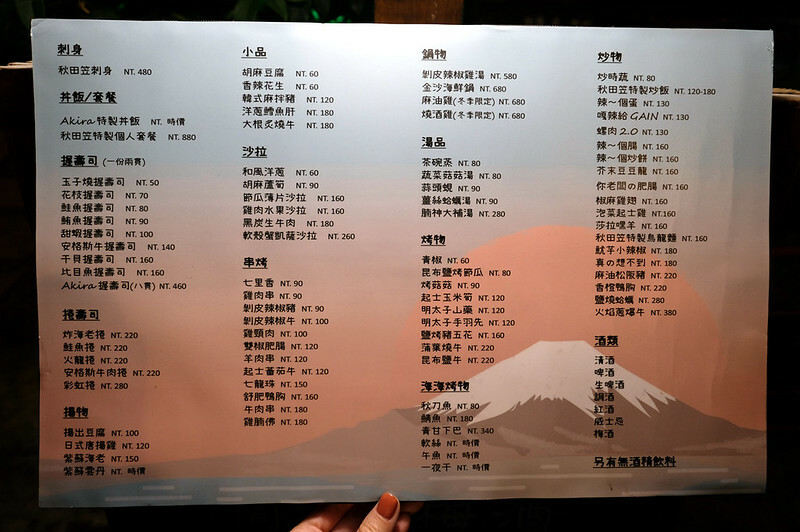 刺身
秋田笠刺身 NT. 480
丼飯/套餐
Akira特製丼飯 NT. 時價
秋田笠特製個人套餐 NT. 880
握壽司 (一份兩貫)
玉子燒握壽司 NT. 50
花枝握壽司 NT. 70
鮭魚握壽司 NT. 80
鮪魚握壽司 NT. 90
甜蝦握壽司 NT. 100
安格斯牛握壽司 NT. 140
干貝握壽司 NT. 160
比目魚握壽司 NT. 160
Akira握壽司(八貫) NT. 460
捲壽司
炸海老捲 NT. 220
鮭魚捲 NT. 220
火龍捲 NT. 220
安格斯牛肉捲 NT. 220
彩虹捲 NT. 280
揚物
揚出豆腐 NT. 100
日式唐揚雞 NT. 120
紫蘇海老 NT. 150
紫蘇雲丹 NT. 時價
小品
胡麻豆腐 NT. 60
香辣花生 NT. 60
韓式麻拌豬 NT. 120
洋蔥鱈魚肝 NT. 180
大根炙燒牛 NT. 180
沙拉
和風洋蔥 NT. 60
胡麻蘆筍 NT. 90
節瓜薄片沙拉 NT. 160
雞肉水果沙拉 NT. 160
黑炭生牛肉 NT. 180
軟殼蟹凱薩沙拉 NT. 260
串烤
七里香 NT. 90
雞肉串 NT. 90
剝皮辣椒豬 NT. 90
剝皮辣椒牛 NT. 100
雞頸肉 NT. 100
雙椒肥腸 NT. 120
羊肉串 NT. 120
起士蕃茄牛 NT. 120
七龍珠 NT. 150
舒肥鴨胸 NT. 160
牛肉串 NT. 180
雞腩佛 NT. 180
鍋物
剝皮辣椒雞湯 NT. 580
金沙海鮮鍋 NT. 680
麻油雞(冬季限定) NT. 680
燒酒雞(冬季限定) NT. 680
湯品
茶碗蒸 NT. 80
蔬菜菇菇湯 NT. 80
蒜頭蜆 NT. 90
薑絲蛤蠣湯 NT. 90
腩神大補湯 NT. 280
烤物
青椒 NT. 60
昆布鹽烤節瓜 NT. 80
烤菇菇 NT. 90
起士玉米筍 NT. 120
明太子山藥 NT. 120
明太子手羽先 NT. 120
鹽烤豬五花 NT. 160
蒲葉燒牛 NT. 220
昆布鹽牛 NT. 220
海海烤物
秋刀魚 NT. 80
鯖魚 NT. 180
青甘下巴 NT. 340
軟絲 NT. 時價
午魚 NT. 時價
一夜干 NT. 時價
炒物
炒時蔬 NT. 80
秋田笠特製炒飯 NT. 120-180
辣~個蛋 NT. 130
嘎辣給GAIN NT. 130
螺肉2.0 NT. 130
辣~個腸 NT. 160
辣~個炒餅 NT. 160
芥末豆豆龍 NT. 160
你老闆の肥腸 NT. 160
椒麻雞翅 NT. 160
泡菜起士雞 NT. 160
莎拉嘿羊 NT. 160
秋田笠特製烏龍麵 NT. 160
魷芋小辣椒 NT. 180
真の想不到 NT. 180
麻油松阪豬 NT. 220
香橙鴨胸 NT. 220
鹽燒蛤蠣 NT. 280
火焰蔥爆牛 NT. 380
酒類
清酒
啤酒
生啤酒
調酒
紅酒
威士忌
梅酒
另有無酒精飲料